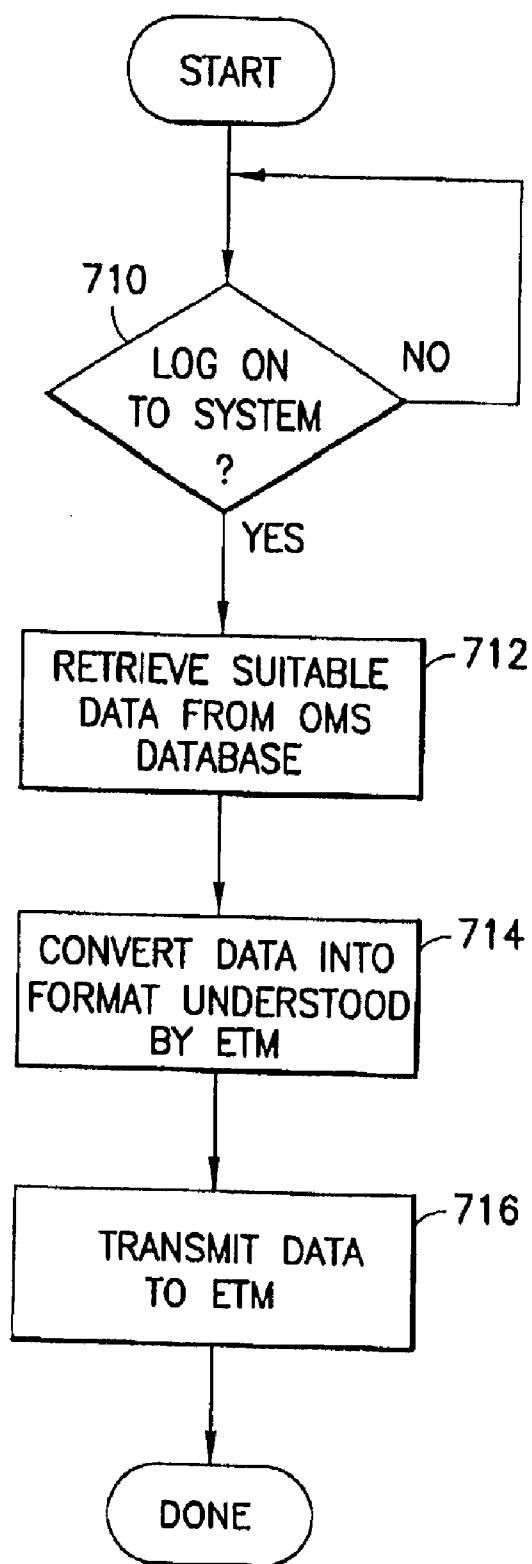 START
710
LOG ON
TO SYSTEM
?
NO
YES
RETRIEVE SUITABLE
DATA FROM OMS
DATABASE
712
CONVERT DATA INTO
FORMAT UNDERSTOOD
BY ETM
714
TRANSMIT DATA
TO ETM
716
DONE